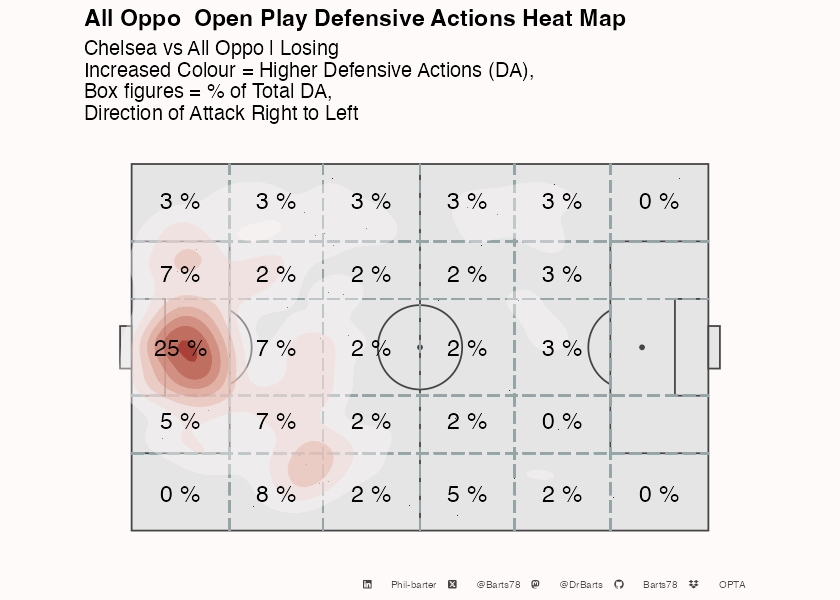 All Oppo  Open Play Defensive Actions Heat Map
Chelsea vs All Oppo | Losing
Increased Colour = Higher Defensive Actions (DA),
Box figures = % of Total DA,
Direction of Attack Right to Left
3 % 3 % 3 % 3 % 3 % 0 %
7 % 2 % 2 % 2 % 3 %
25 % 7 % 2 % 2 % 3 %
5 % 7 % 2 % 2 % 0 %
0 % 8 % 2 % 5 % 2 % 0 %
Phil-barter @Barts78 @DrBarts Barts78 OPTA